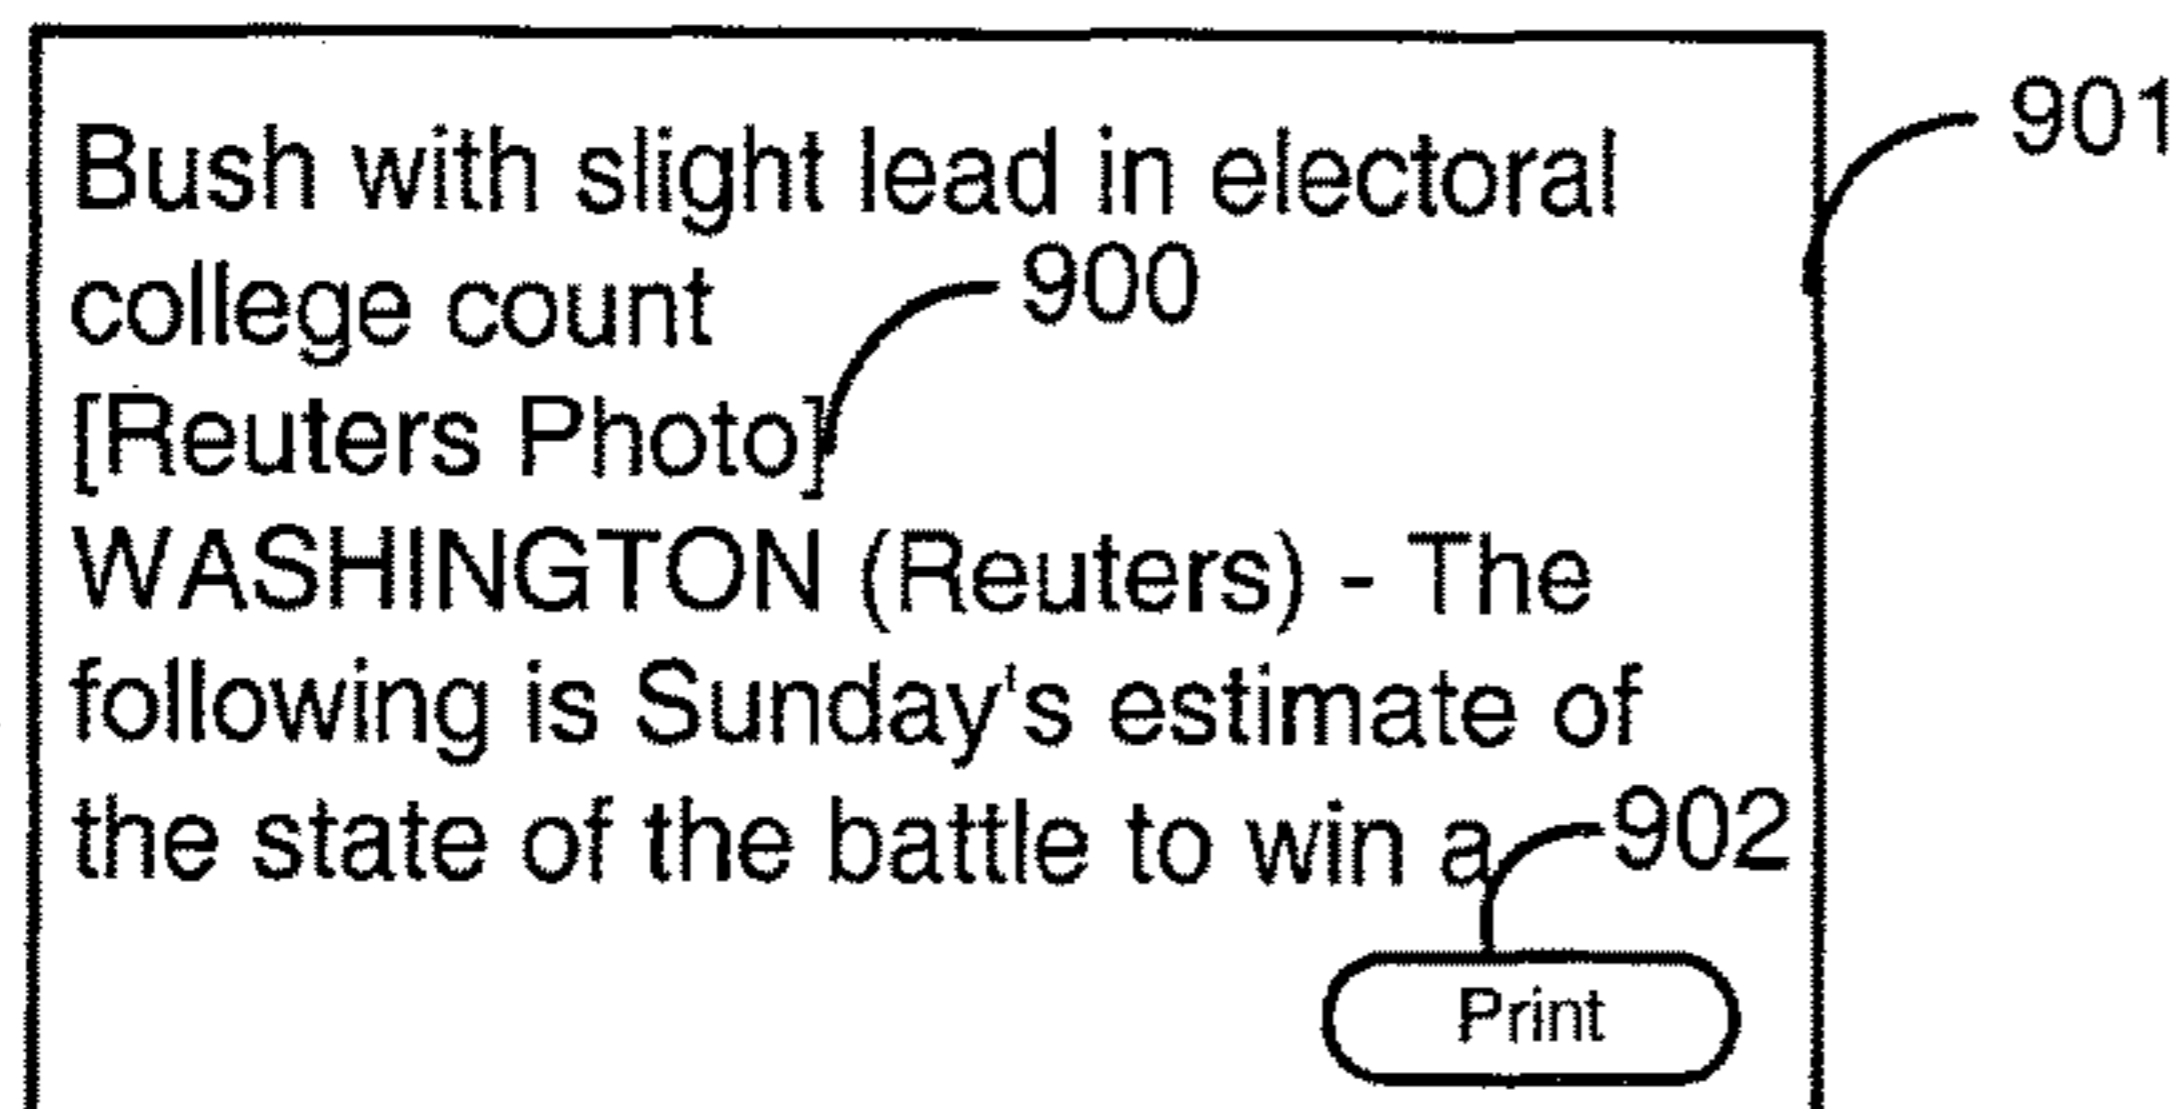 Bush with slight lead in electoral
901
college count
900
[Reuters Photo]
WASHINGTON (Reuters) - The
following is Sunday's estimate of
the state of the battle to win a
902
Print